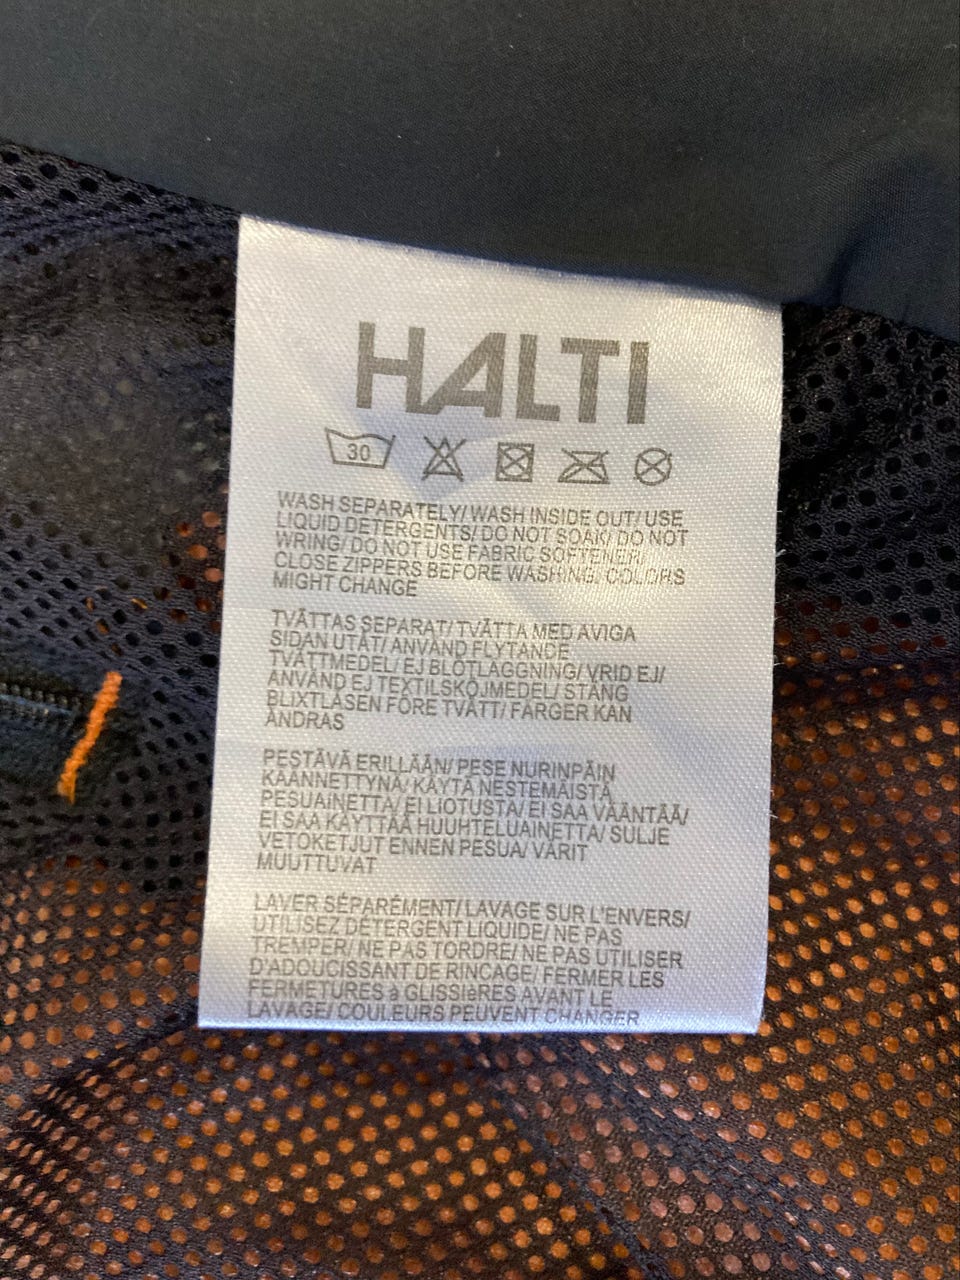 HALTI
30
WASH SEPARATELY/ WASH INSIDE OUT/ USE
LIQUID DETERGENTS/ DO NOT SOAK/ DO NOT
WRING/ DO NOT USE FABRIC SOFTENER/
CLOSE ZIPPERS BEFORE WASHING/ COLORS
MIGHT CHANGE
TVÄTTAS SEPARAT/ TVÄTTA MED AVIGA
SIDAN UTÅT/ ANVÄND FLYTANDE
TVÄTTMEDEL/ EJ BLÖTLÄGGNING/ VRID EJ/
ANVÄND EJ TEXTILSKÖJMEDEL/ STÄNG
BLIXTLÅSEN FÖRE TVÄTT/ FÄRGER KAN
ÄNDRAS
PESTÄVÄ ERILLÄÄN/ PESE NURINPÄIN
KÄÄNNETTYNÄ/ KÄYTÄ NESTEMÄISTÄ
PESUAiNETTA/ EI LIOTUSTA/ EI SAA VÄÄNTÄÄ/
EI SAA KÄYTTÄÄ HUUHTELUAINETTA/ SULJE
VETOKETJUT ENNEN PESUA/ VÄRIT
MUUTTUVAT
LAVER SÉPARÉMENT/ LAVAGE SUR L'ENVERS/
UTILISEZ DÉTERGENT LIQUIDE/ NE PAS
TREMPER/ NE PAS TORDRE/ NE PAS UTILISER
D'ADOUCISSANT DE RINCAGE/ FERMER LES
FERMETURES à GLISSIèRES AVANT LE
LAVAGE/ COULEURS PEUVENT CHANGER